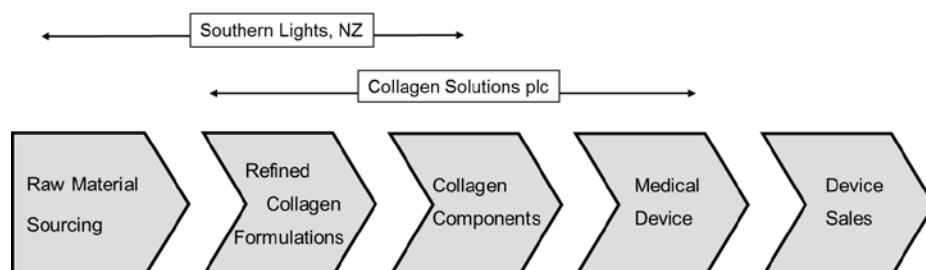 Southern Lights, NZ
Collagen Solutions plc
Raw Material
Sourcing
Refined
Collagen
Formulations
Collagen
Components
Medical
Device
Device
Sales